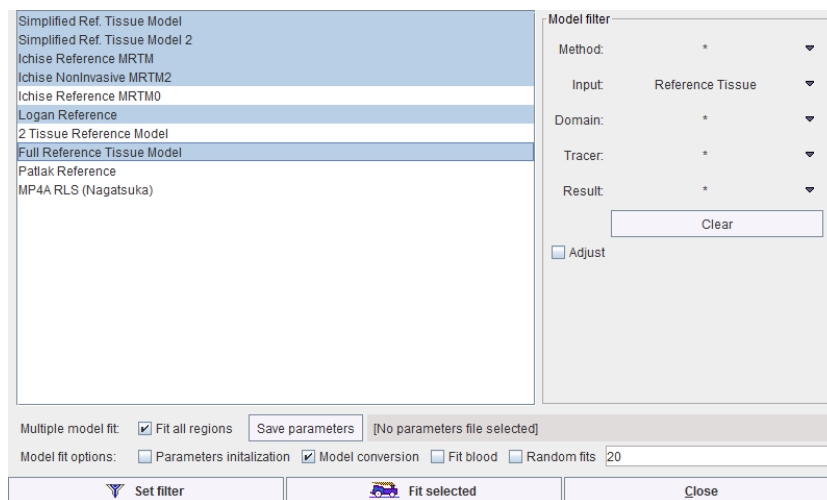 Simplified Ref. Tissue Model
Simplified Ref. Tissue Model 2
Ichise Reference MRTM
Ichise NonInvasive MRTM2
Ichise Reference MRTM0
Logan Reference
2 Tissue Reference Model
Full Reference Tissue Model
Patlak Reference
MP4A RLS (Nagatsuka)
Model filter
Method: *
Input: Reference Tissue
Domain: *
Tracer: *
Result: *
Clear
Adjust
Multiple model fit: Fit all regions Save parameters [No parameters file selected]
Model fit options: Parameters initalization Model conversion Fit blood Random fits 20
Set filter Fit selected Close